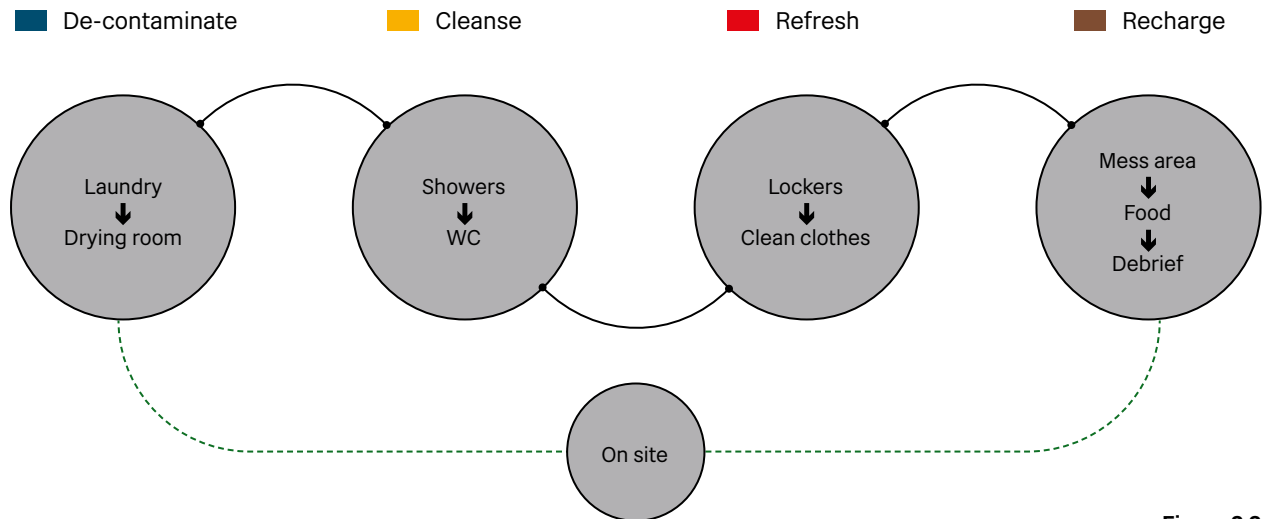 De-contaminate
Cleanse
Refresh
Recharge
Laundry
Drying room
Showers
WC
Lockers
Clean clothes
Mess area
Food
Debrief
On site